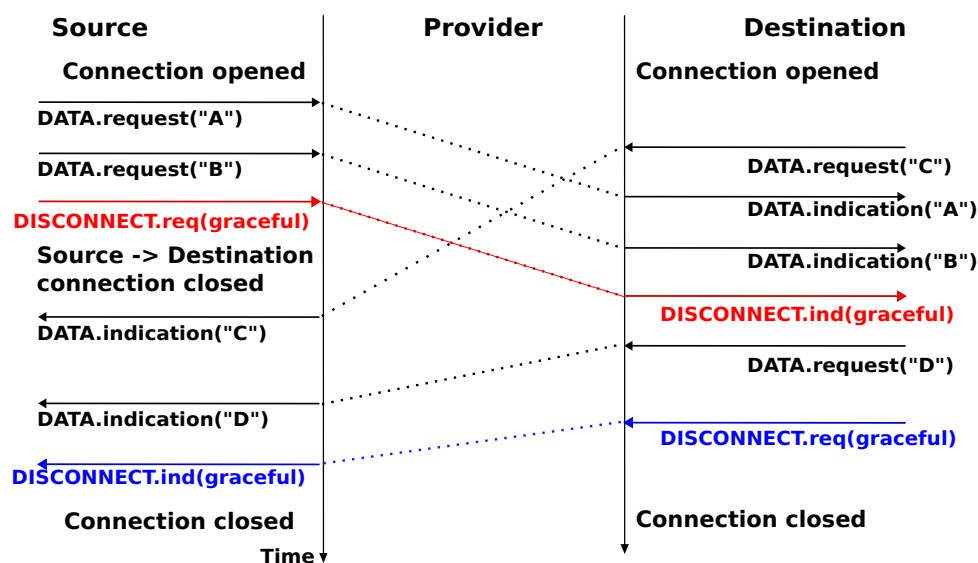 Source Provider Destination
Connection opened Connection opened
DATA.request("A")
DATA.request("B") DATA.request("C")
DISCONNECT.req(graceful) DATA.indication("A")
Source -> Destination
connection closed
DATA.indication("B")
DISCONNECT.ind(graceful)
DATA.indication("C")
DATA.request("D")
DATA.indication("D")
DISCONNECT.req(graceful)
DISCONNECT.ind(graceful)
Connection closed Connection closed
Time